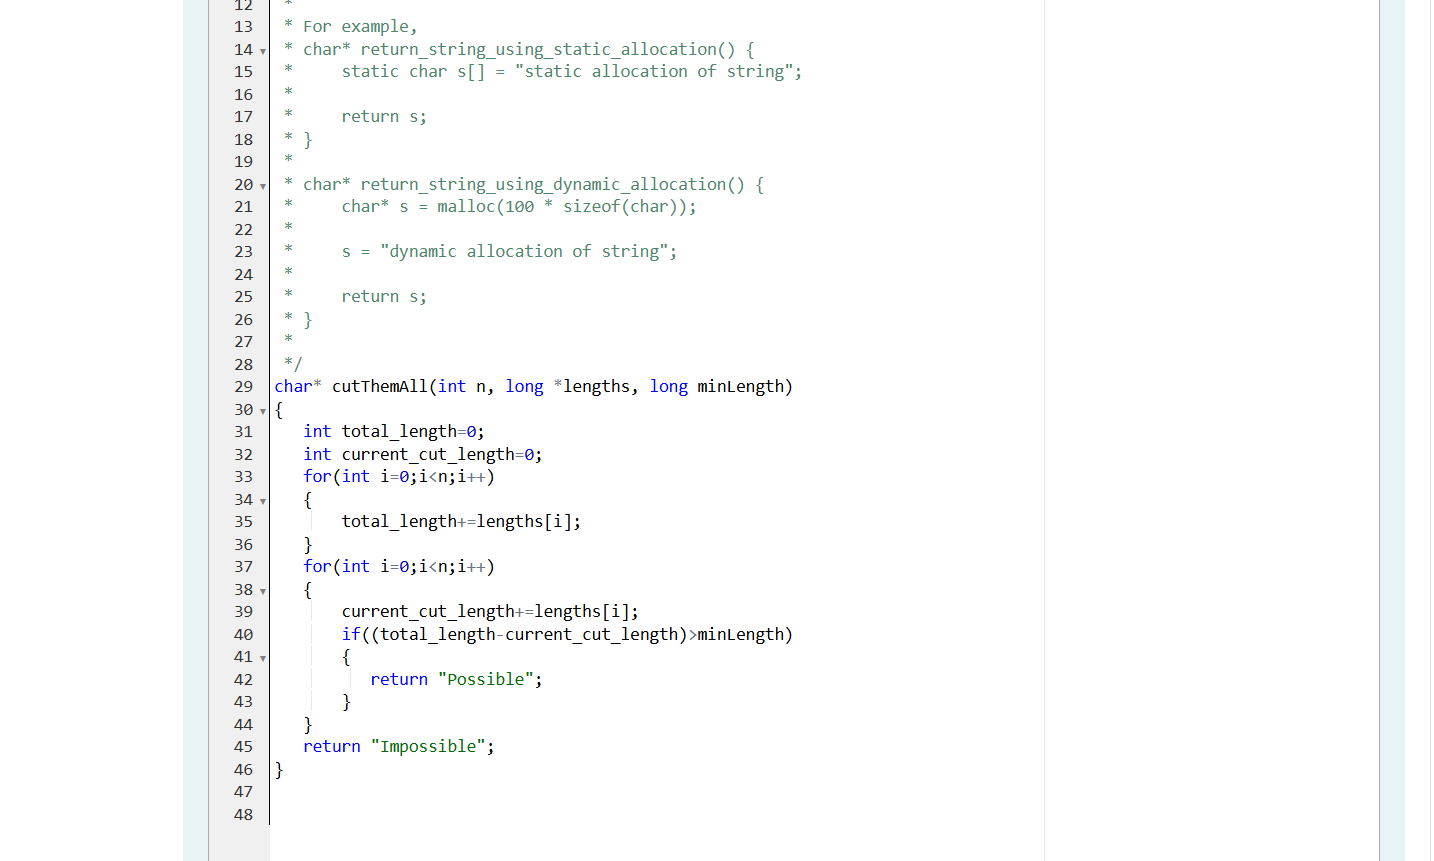 12 *
13 * For example,
14 * char* return_string_using_static_allocation() {
15 *     static char s[] = "static allocation of string";
16 *
17 *     return s;
18 * }
19 *
20 * char* return_string_using_dynamic_allocation() {
21 *     char* s = malloc(100 * sizeof(char));
22 *
23 *     s = "dynamic allocation of string";
24 *
25 *     return s;
26 * }
27 *
28 */
29 char* cutThemAll(int n, long *lengths, long minLength)
30 {
31    int total_length=0;
32    int current_cut_length=0;
33    for(int i=0;i<n;i++)
34    {
35        total_length+=lengths[i];
36    }
37    for(int i=0;i<n;i++)
38    {
39        current_cut_length+=lengths[i];
40        if((total_length-current_cut_length)>minLength)
41        {
42           return "Possible";
43        }
44    }
45    return "Impossible";
46 }
47
48